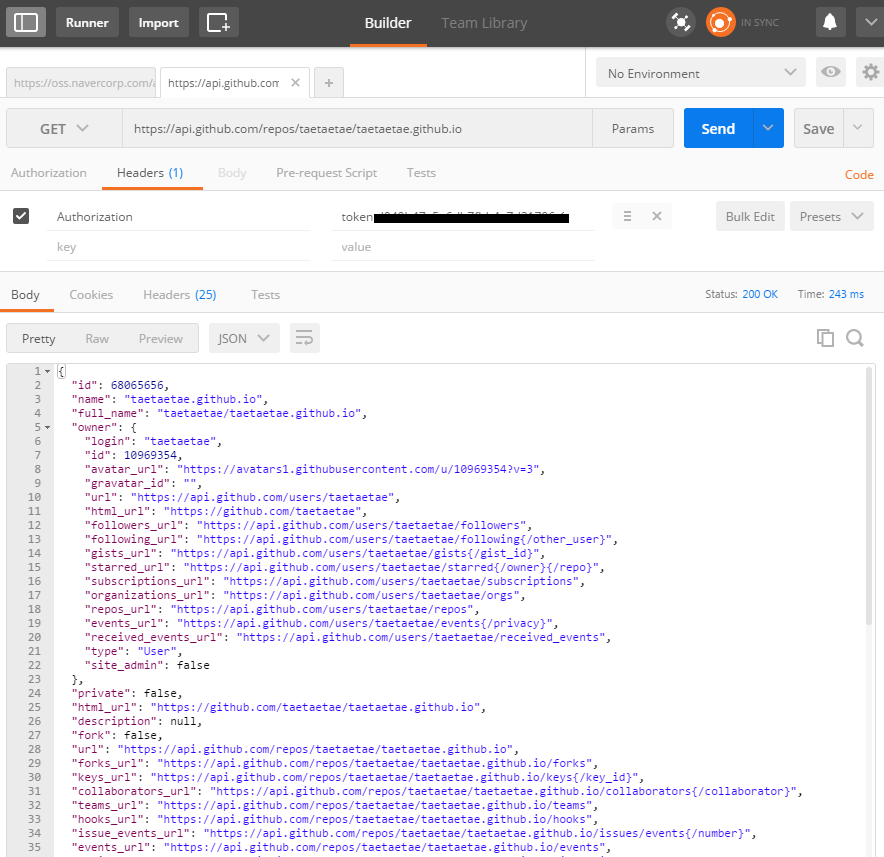 Runner Import Builder Team Library IN SYNC
https://oss.navercorp.com/ https://api.github.com × + No Environment
GET https://api.github.com/repos/taetaetae/taetaetae.github.io Params Send Save
Authorization Headers (1) Body Pre-request Script Tests Code
Authorization token Bulk Edit Presets
key value
Body Cookies Headers (25) Tests Status: 200 OK Time: 243 ms
Pretty Raw Preview JSON
1 {
2 "id": 68065656,
3 "name": "taetaetae.github.io",
4 "full_name": "taetaetae/taetaetae.github.io",
5 "owner": {
6 "login": "taetaetae",
7 "id": 10969354,
8 "avatar_url": "https://avatars1.githubusercontent.com/u/10969354?v=3",
9 "gravatar_id": "",
10 "url": "https://api.github.com/users/taetaetae",
11 "html_url": "https://github.com/taetaetae",
12 "followers_url": "https://api.github.com/users/taetaetae/followers",
13 "following_url": "https://api.github.com/users/taetaetae/following{/other_user}",
14 "gists_url": "https://api.github.com/users/taetaetae/gists{/gist_id}",
15 "starred_url": "https://api.github.com/users/taetaetae/starred{/owner}{/repo}",
16 "subscriptions_url": "https://api.github.com/users/taetaetae/subscriptions",
17 "organizations_url": "https://api.github.com/users/taetaetae/orgs",
18 "repos_url": "https://api.github.com/users/taetaetae/repos",
19 "events_url": "https://api.github.com/users/taetaetae/events{/privacy}",
20 "received_events_url": "https://api.github.com/users/taetaetae/received_events",
21 "type": "User",
22 "site_admin": false
23 },
24 "private": false,
25 "html_url": "https://github.com/taetaetae/taetaetae.github.io",
26 "description": null,
27 "fork": false,
28 "url": "https://api.github.com/repos/taetaetae/taetaetae.github.io",
29 "forks_url": "https://api.github.com/repos/taetaetae/taetaetae.github.io/forks",
30 "keys_url": "https://api.github.com/repos/taetaetae/taetaetae.github.io/keys{/key_id}",
31 "collaborators_url": "https://api.github.com/repos/taetaetae/taetaetae.github.io/collaborators{/collaborator}",
32 "teams_url": "https://api.github.com/repos/taetaetae/taetaetae.github.io/teams",
33 "hooks_url": "https://api.github.com/repos/taetaetae/taetaetae.github.io/hooks",
34 "issue_events_url": "https://api.github.com/repos/taetaetae/taetaetae.github.io/issues/events{/number}",
35 "events_url": "https://api.github.com/repos/taetaetae/taetaetae.github.io/events",